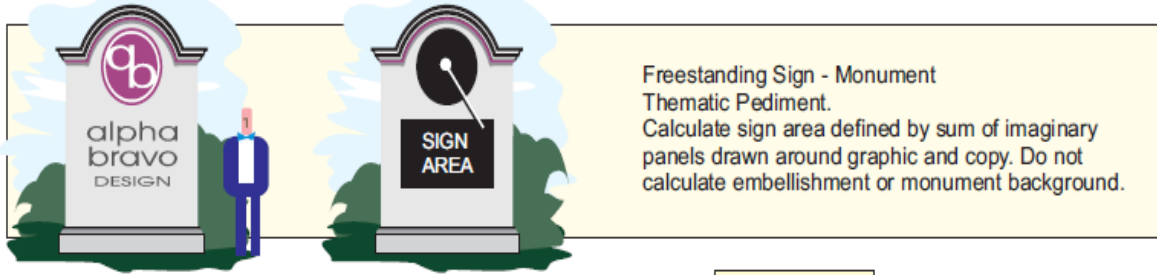 ab
alpha
bravo
DESIGN
SIGN
AREA
Freestanding Sign - Monument
Thematic Pediment.
Calculate sign area defined by sum of imaginary
panels drawn around graphic and copy. Do not
calculate embellishment or monument background.